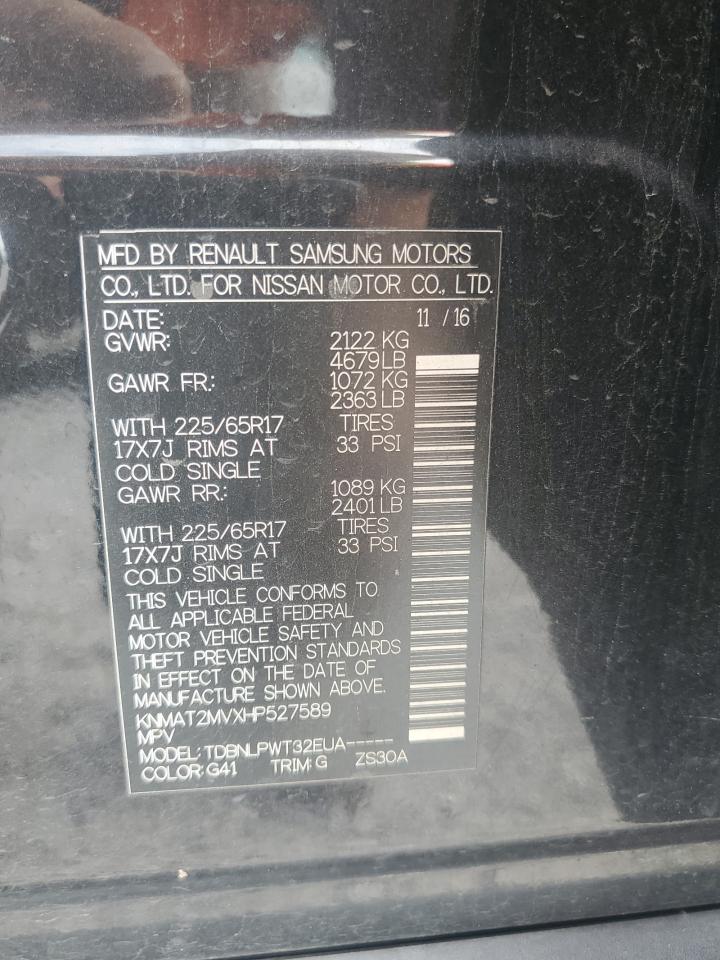 MFD BY RENAULT SAMSUNG MOTORS
CO., LTD. FOR NISSAN MOTOR CO., LTD.
DATE: 11 / 16
GVWR: 2122 KG
4679 LB
GAWR FR.: 1072 KG
2363 LB
WITH 225/65R17 TIRES
17X7J RIMS AT 33 PSI
COLD SINGLE
GAWR RR: 1089 KG
2401 LB
WITH 225/65R17 TIRES
17X7J RIMS AT 33 PSI
COLD SINGLE
THIS VEHICLE CONFORMS TO
ALL APPLICABLE FEDERAL
MOTOR VEHICLE SAFETY AND
THEFT PREVENTION STANDARDS
IN EFFECT ON THE DATE OF
MANUFACTURE SHOWN ABOVE.
KNMAT2MVXHP527589
MPV
MODEL: TDBNLPWT32EUA-----
COLOR: G41 TRIM: G ZS30A